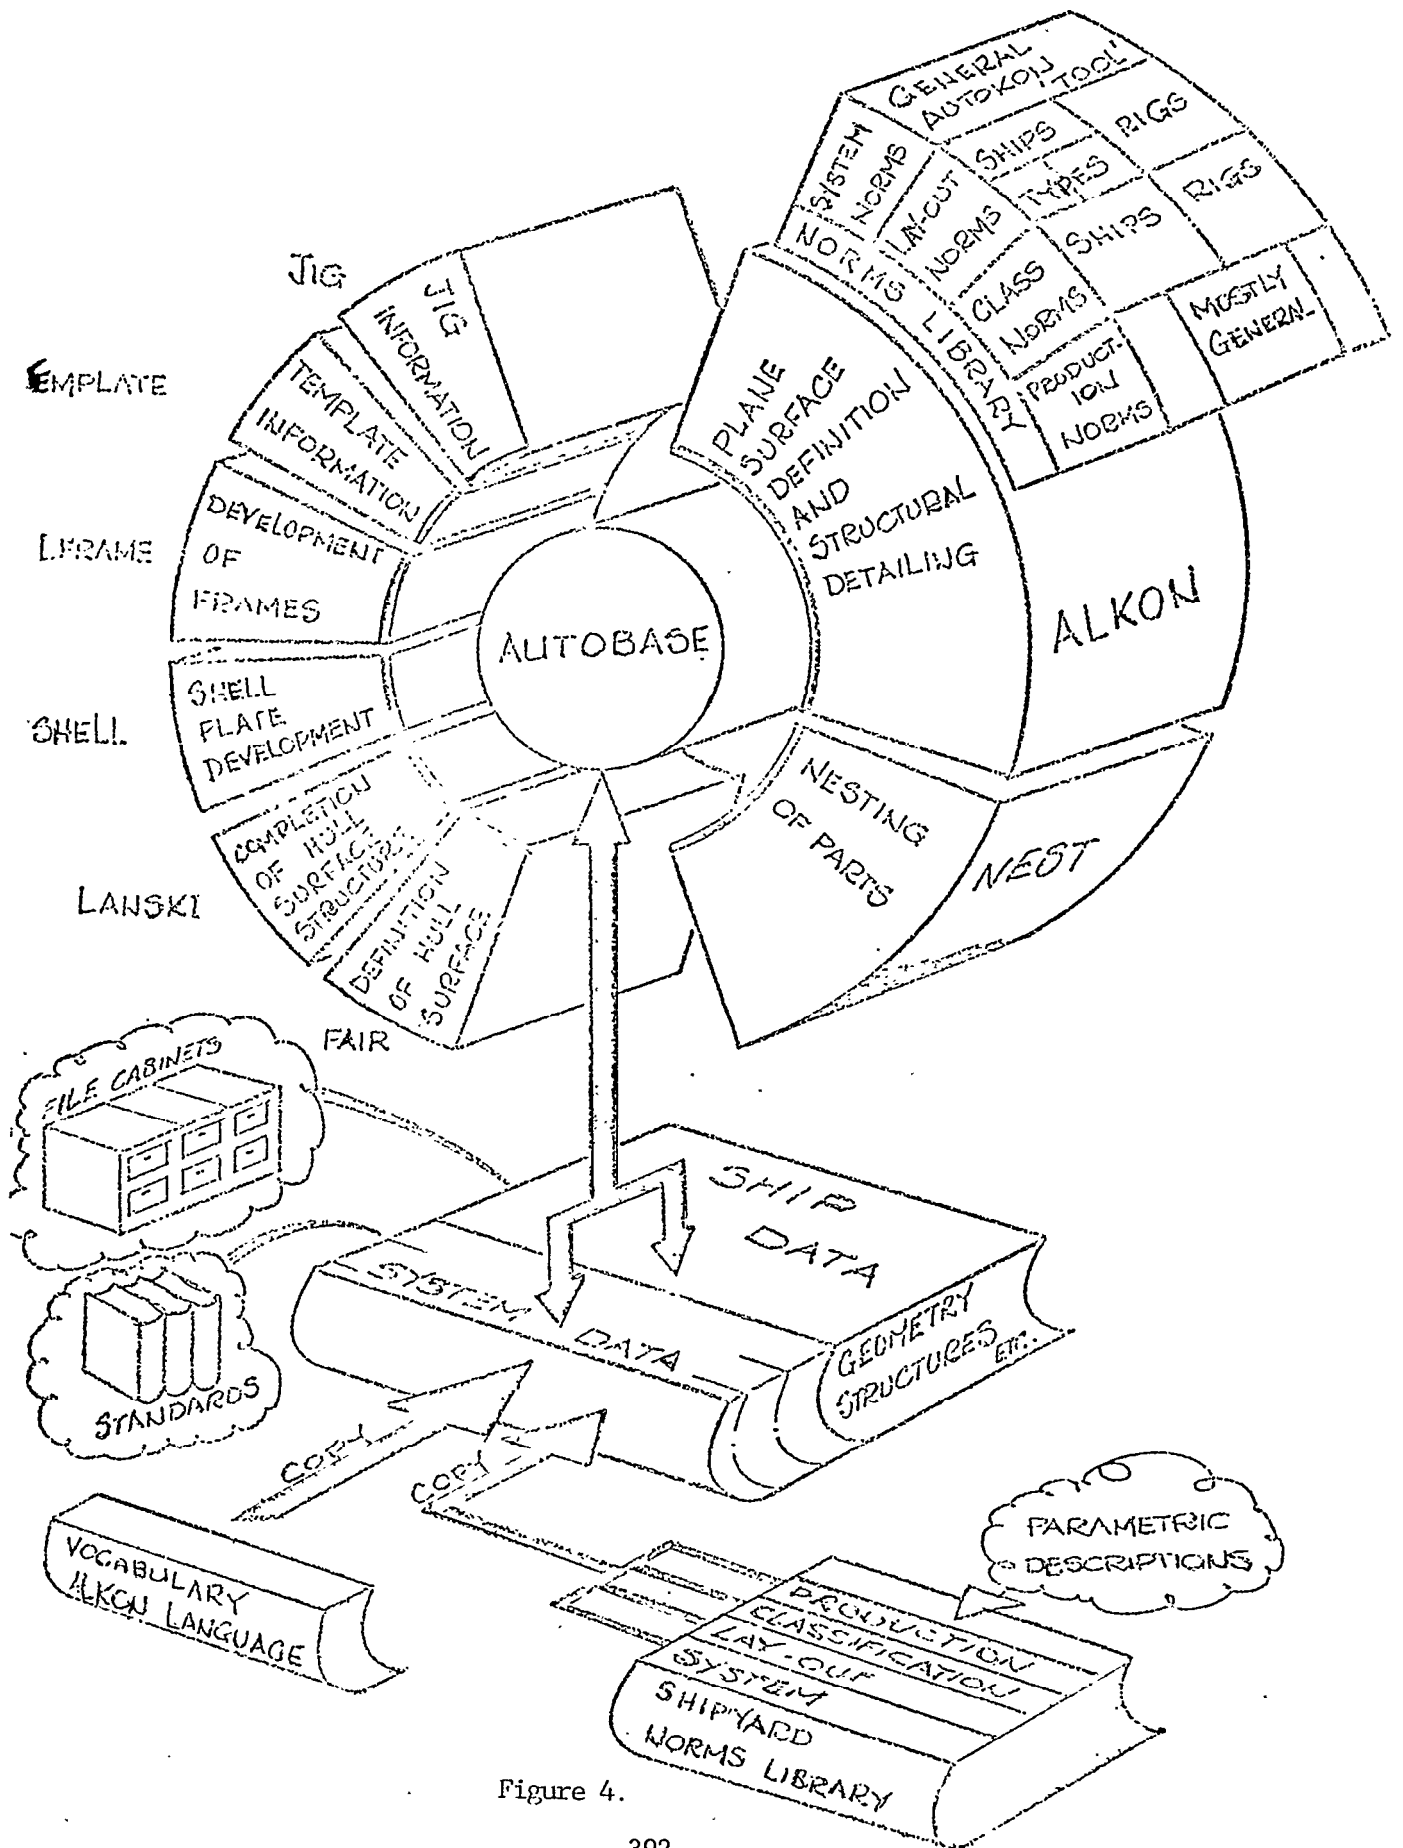 GENERAL
AUTOKON 'TOOL'
SYSTEM
NORMS
LAY-OUT
NORMS
CLASS
NORMS
PRODUCT-
ION
NORMS
SHIPS
TYPES
SHIPS
RIGS
RIGS
MOSTLY
GENERAL
NORMS LIBRARY
JIG
JIG
INFORMATION
EMPLATE
TEMPLATE
INFORMATION
LFRAME
DEVELOPMENT
OF
FRAMES
SHELL
SHELL
PLATE
DEVELOPMENT
LANSKI
COMPLETION
OF HULL
SURFACE
STRUCTURE
FAIR
DEFINITION
OF HULL
SURFACE
AUTOBASE
PLANE
SURFACE
DEFINITION
AND
STRUCTURAL
DETAILING
ALKON
NESTING
OF PARTS
NEST
FILE CABINETS
STANDARDS
SHIP
DATA
SYSTEM DATA
GEOMETRY
STRUCTURES
ETC.
COPY
COPY
VOCABULARY
ALKON LANGUAGE
PARAMETRIC
DESCRIPTIONS
PRODUCTION
CLASSIFICATION
LAY-OUT
SYSTEM
SHIPYARD
NORMS LIBRARY
Figure 4.